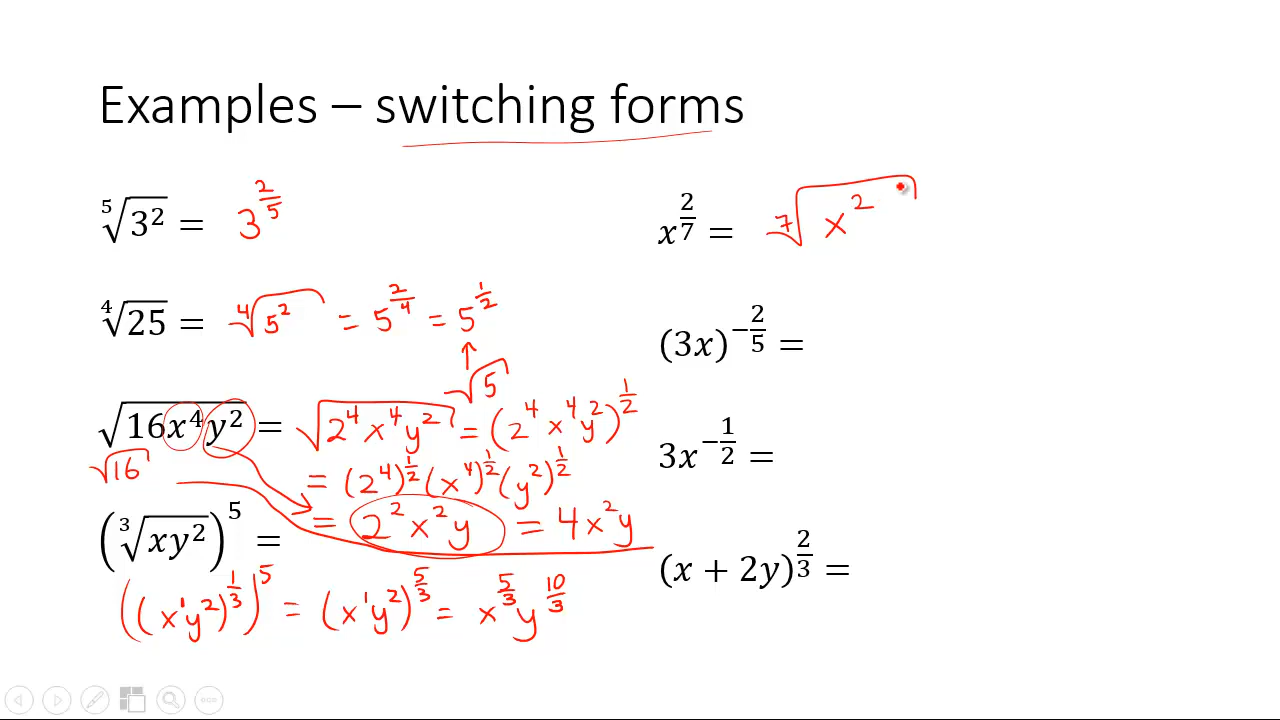 Examples – switching forms
⁵√3² = 3^(2/5)
⁴√25 = ⁴√5² = 5^(2/4) = 5^(1/2)
√5
√16x⁴y² = √2⁴x⁴y² = (2⁴x⁴y²)^(1/2)
√16
= (2⁴)^(1/2)(x⁴)^(1/2)(y²)^(1/2)
= 2²x²y = 4x²y
(³√xy²)⁵ =
((x¹y²)^(1/3))⁵ = (x¹y²)^(5/3) = x^(5/3)y^(10/3)
x^(2/7) = ⁷√x²
(3x)^(−2/5) =
3x^(−1/2) =
(x + 2y)^(2/3) =